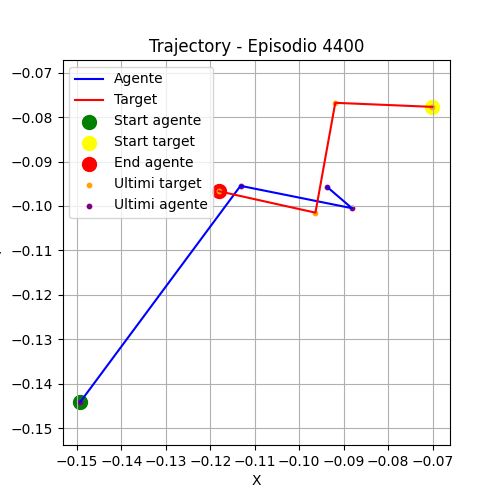 Trajectory - Episodio 4400
Agente
Target
Start agente
Start target
End agente
Ultimi target
Ultimi agente
−0.07
−0.08
−0.09
−0.10
−0.11
−0.12
−0.13
−0.14
−0.15
−0.15 −0.14 −0.13 −0.12 −0.11 −0.10 −0.09 −0.08 −0.07
X